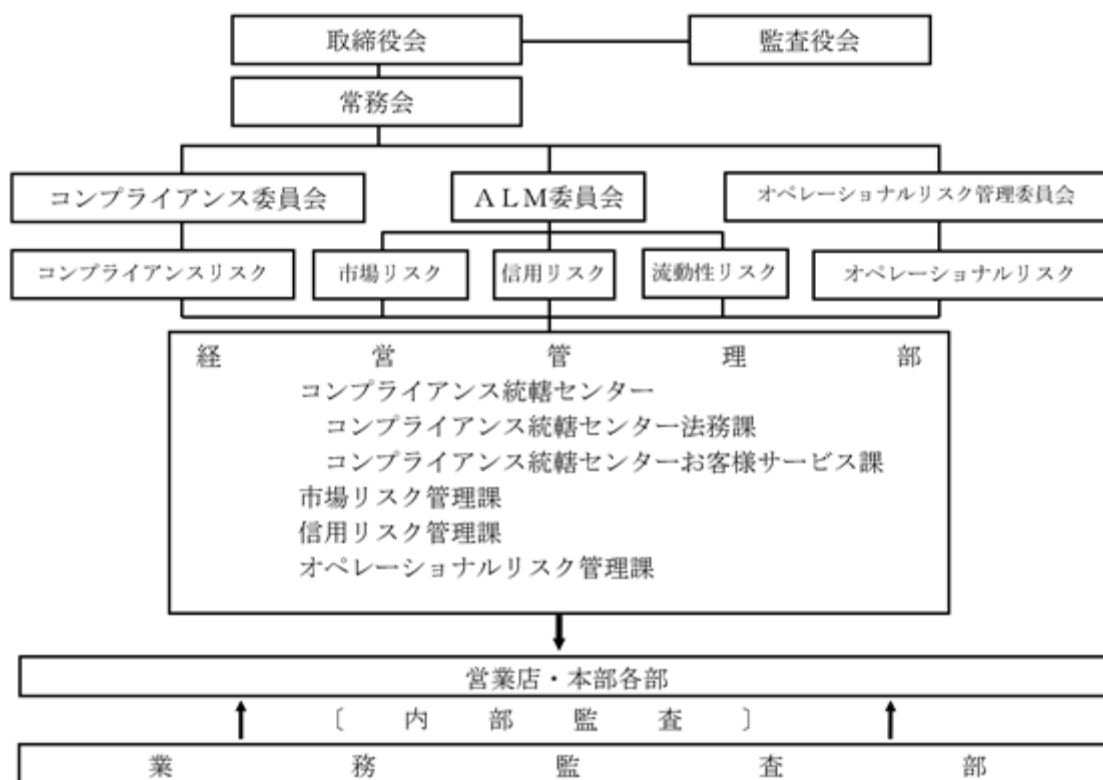 取締役会
監査役会
常務会
コンプライアンス委員会
ALM委員会
オペレーショナルリスク管理委員会
コンプライアンスリスク
市場リスク
信用リスク
流動性リスク
オペレーショナルリスク
経営管理部
コンプライアンス統轄センター
コンプライアンス統轄センター法務課
コンプライアンス統轄センターお客様サービス課
市場リスク管理課
信用リスク管理課
オペレーショナルリスク管理課
営業店・本部各部
〔内部監査〕
業務監査部